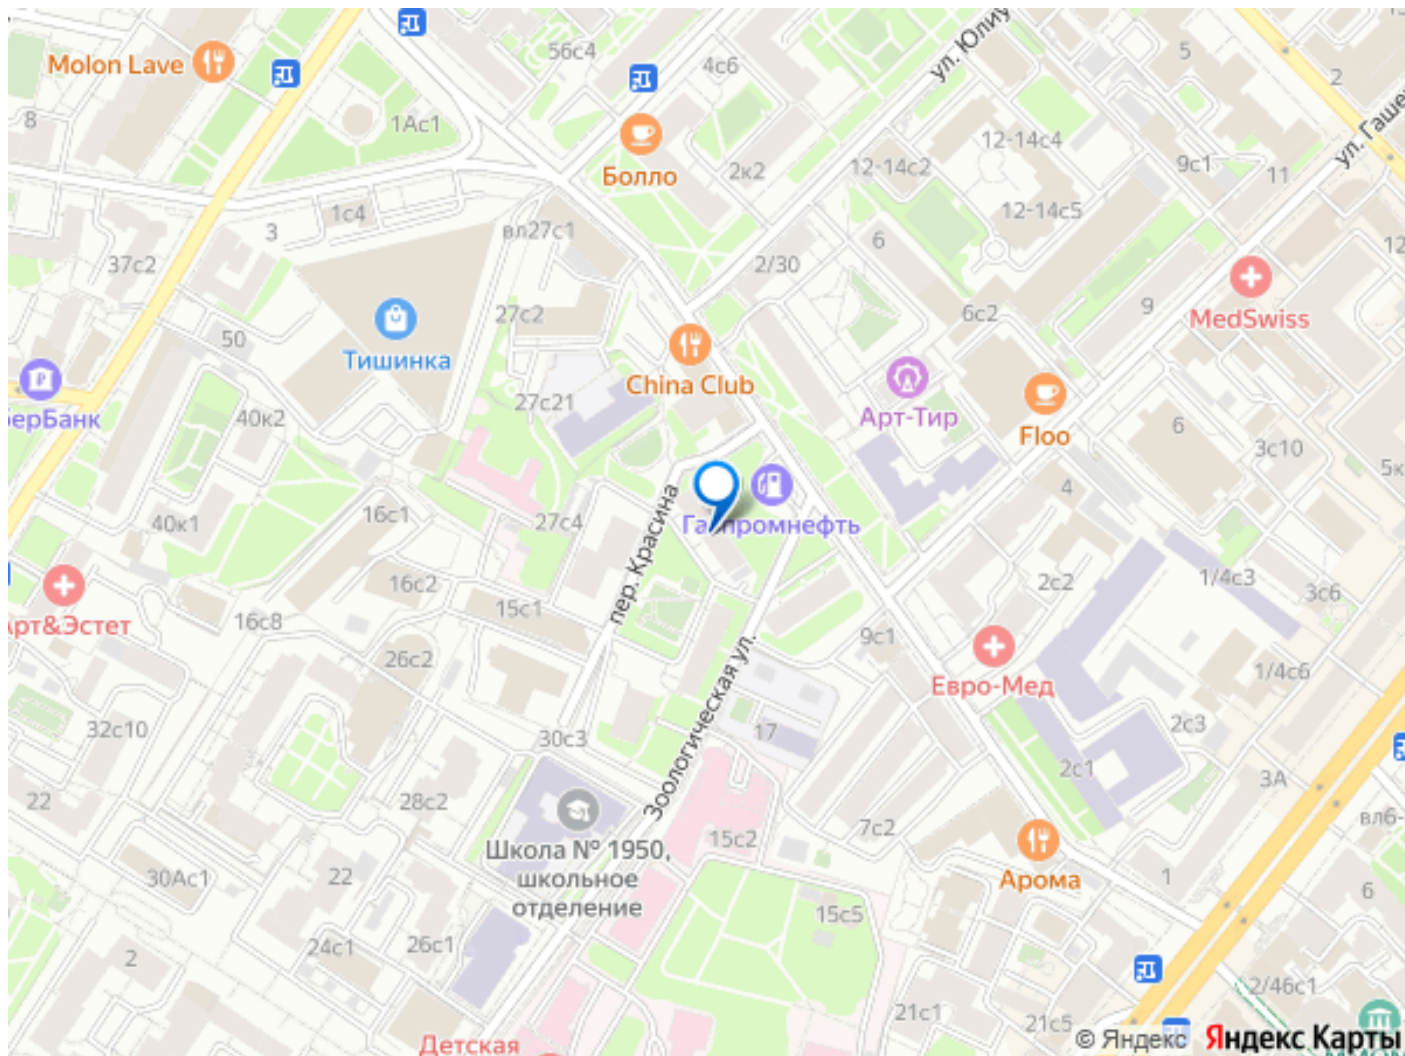 56с4
4с6
ул. Юлиу
5
2
Molon Lave
8
1Ас1
ул. Гаше
12-14с4
Болло
2к2
12-14с2
9с1
11
1с4
12-14с5
3
вл27с1
6
12
37с2
2/30
27с2
6с2
9
MedSwiss
50
Тишинка
China Club
ерБанк
40к2
27с21
Арт-Тир
Floo
6
3с10
5к
4
40к1
16с1
27с4
пер. Красина
Газпромнефть
16с2
2с2
1/4с3
3с6
Арт&Эстет
16с8
15с1
9с1
26с2
Зоологическая ул.
Евро-Мед
1/4с6
32с10
30с3
17
2с3
2с1
3А
22
28с2
7с2
вл6-
Школа № 1950,
школьное
отделение
15с2
Арома
1
6
30Ас1
22
15с5
24с1
26с1
2
2/46с1
21с1
21с5
Детская
© Яндекс Яндекс Карты